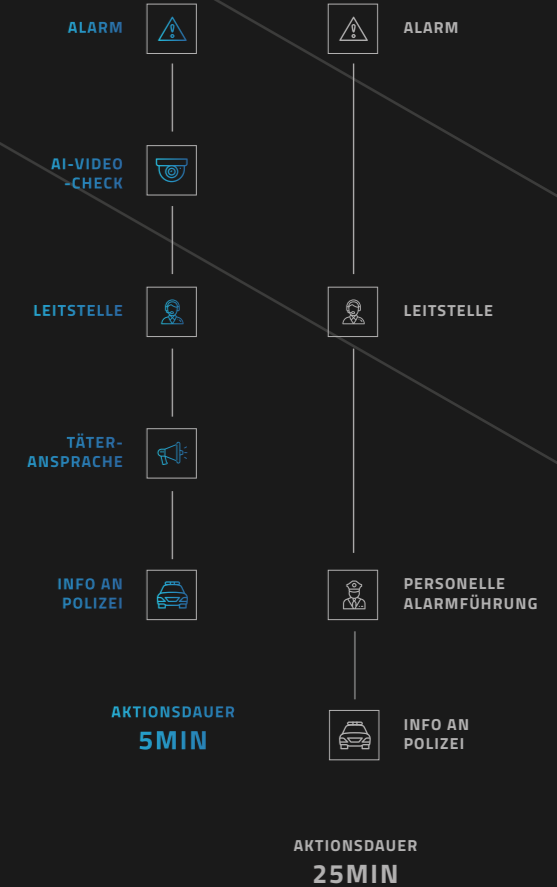 ALARM
AI-VIDEO
-CHECK
LEITSTELLE
TÄTER-
ANSPRACHE
INFO AN
POLIZEI
AKTIONSDAUER
5MIN
ALARM
LEITSTELLE
PERSONELLE
ALARMFÜHRUNG
INFO AN
POLIZEI
AKTIONSDAUER
25MIN